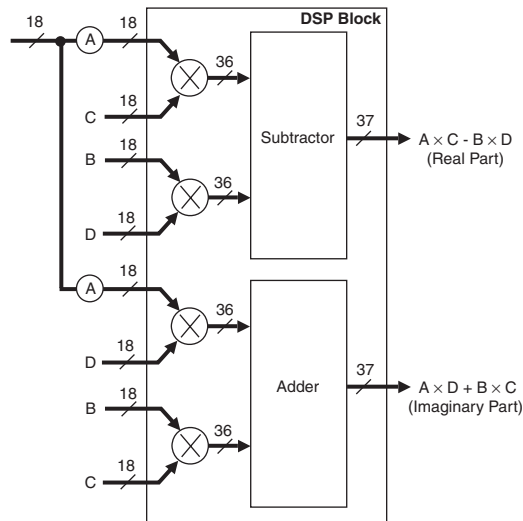 DSP Block
18
A
18
36
18
C
Subtractor
37
A × C - B × D
(Real Part)
18
B
36
18
D
18
A
36
18
D
Adder
37
A × D + B × C
(Imaginary Part)
18
B
36
18
C